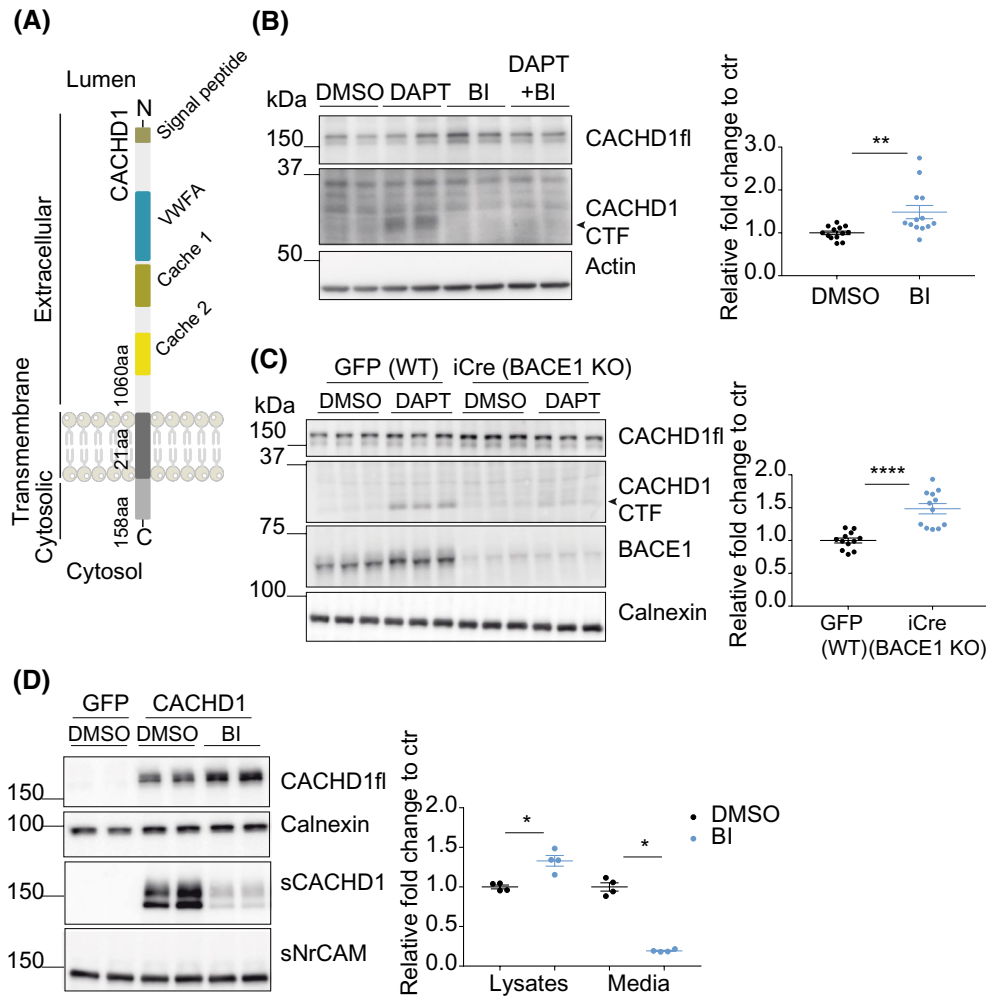 (A)
Lumen
N
Signal peptide
CACHD1
VWFA
Cache 1
Cache 2
Extracellular
1060aa
Transmembrane
21aa
Cytosolic
158aa
C
Cytosol
(B)
DAPT
kDa DMSO DAPT BI +BI
150 CACHD1fl
37
CACHD1
CTF
50
Actin
Relative fold change to ctr
3.0
2.0
1.0
0.0
**
DMSO BI
(C)
GFP (WT) iCre (BACE1 KO)
kDa DMSO DAPT DMSO DAPT
150 CACHD1fl
37
CACHD1
CTF
75
BACE1
100
Calnexin
Relative fold change to ctr
2.0
1.5
1.0
0.5
0.0
****
GFP iCre
(WT)(BACE1 KO)
(D)
GFP CACHD1
DMSO DMSO BI
CACHD1fl
150
100 Calnexin
150 sCACHD1
150 sNrCAM
Relative fold change to ctr
2.0
1.5
1.0
0.5
0.0
* *
DMSO
BI
Lysates Media